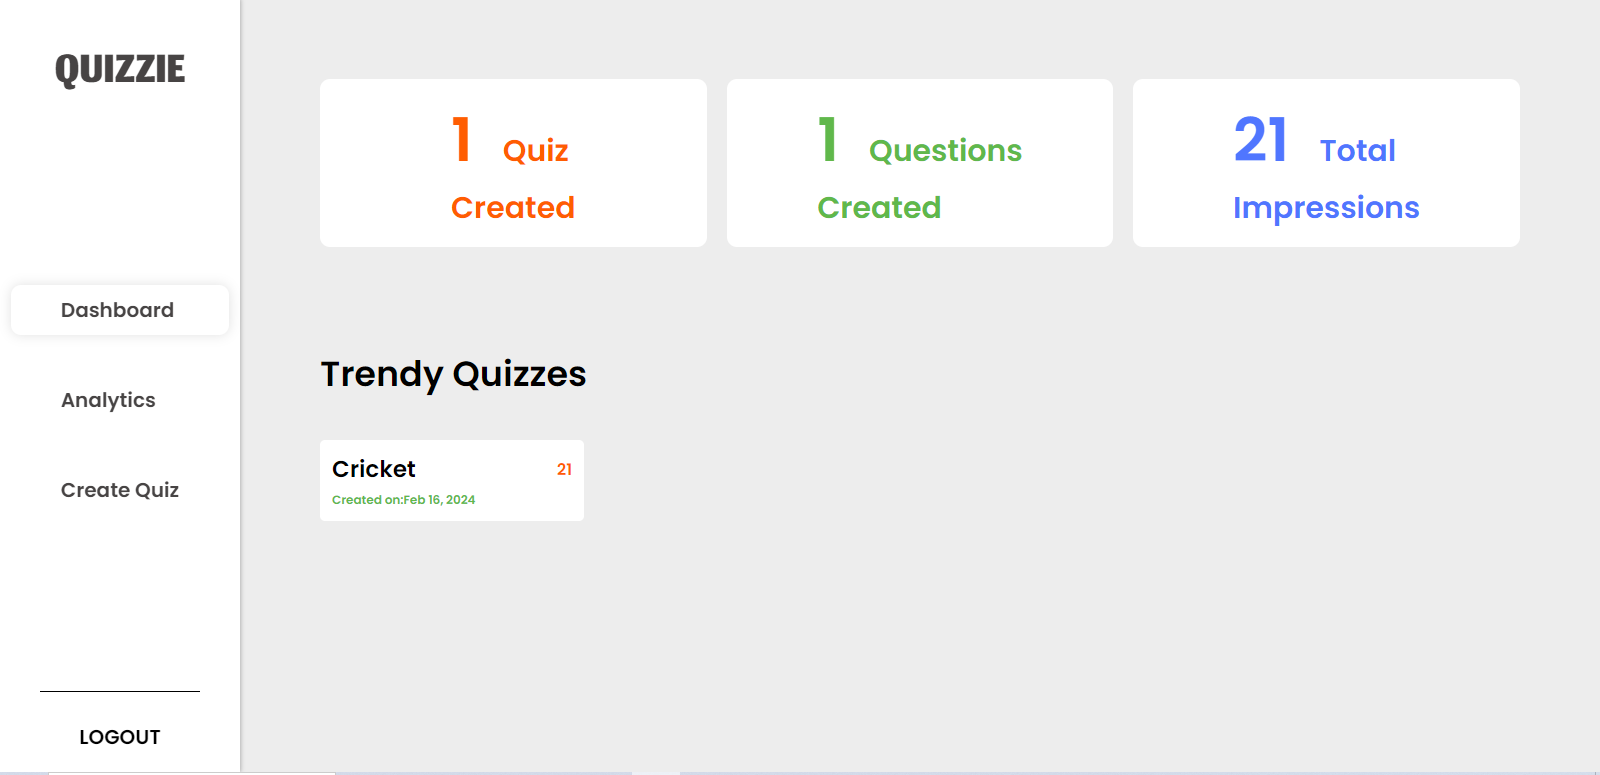 QUIZZIE
Dashboard
Analytics
Create Quiz
LOGOUT
1 Quiz
Created
1 Questions
Created
21 Total
Impressions
Trendy Quizzes
Cricket 21
Created on:Feb 16, 2024